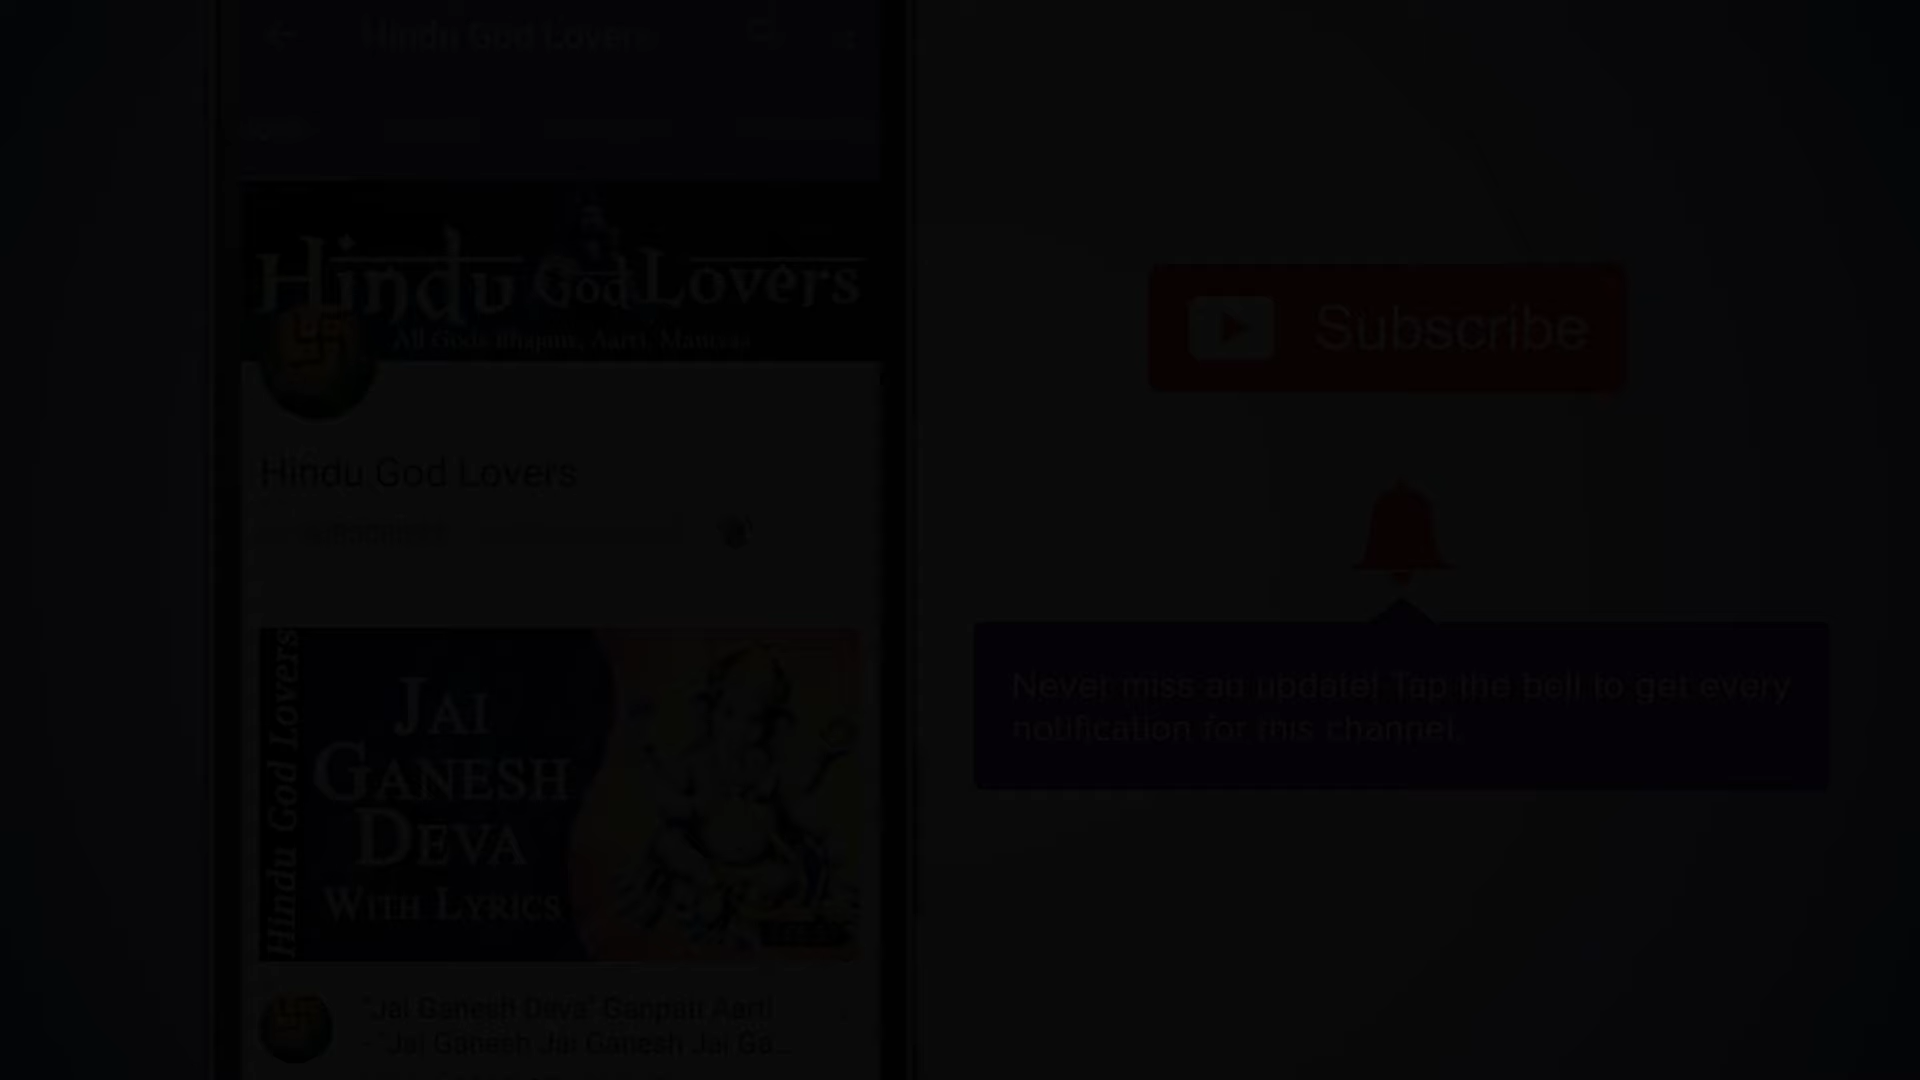 Hindu God Lovers
Hindu God Lovers
All Gods Bhajans, Aarti, Mantras
Hindu God Lovers
Hindu God Lovers
JAI
GANESH
DEVA
WITH LYRICS
"Jai Ganesh Deva" Ganpati Aarti
- "Jai Ganesh Jai Ganesh Jai Ga...
Subscribe
Never miss an update! Tap the bell to get every
notification for this channel.